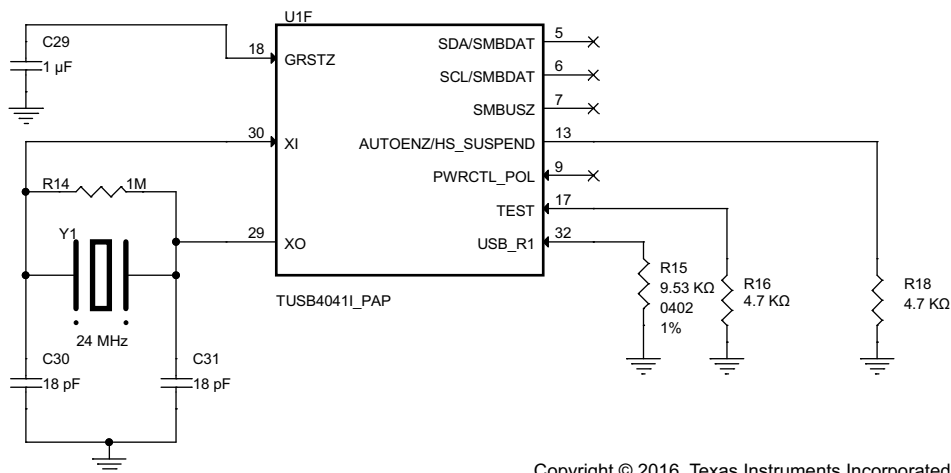 U1F
C29
1 µF
18
GRSTZ
SDA/SMBDAT
5
SCL/SMBDAT
6
SMBUSZ
7
30
XI
AUTOENZ/HS_SUSPEND
13
PWRCTL_POL
9
R14
1M
TEST
17
Y1
29
XO
USB_R1
32
R15
9.53 KΩ
0402
1%
R16
4.7 KΩ
R18
4.7 KΩ
TUSB4041I_PAP
24 MHz
C30
18 pF
C31
18 pF
Copyright © 2016, Texas Instruments Incorporated